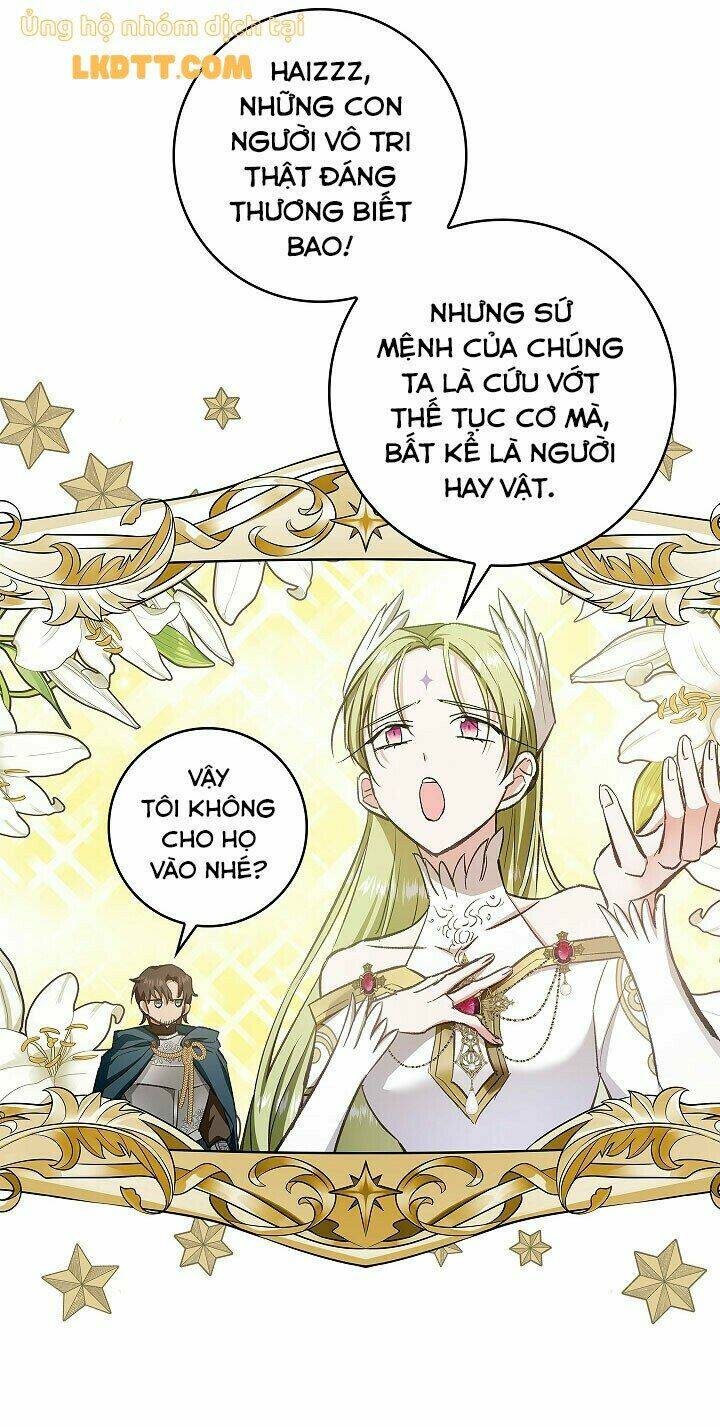 Ủng hộ nhóm dịch tại
LKDTT.COM
HAIZZZ,
NHỮNG CON
NGƯỜI VÔ TRI
THẬT ĐÁNG
THƯƠNG BIẾT
BAO!
NHƯNG SỨ
MỆNH CỦA CHÚNG
TA LÀ CỨU VỚT
THẾ TỤC CƠ MÀ,
BẤT KỂ LÀ NGƯỜI
HAY VẬT.
VẬY
TÔI KHÔNG
CHO HỌ
VÀO NHÉ?